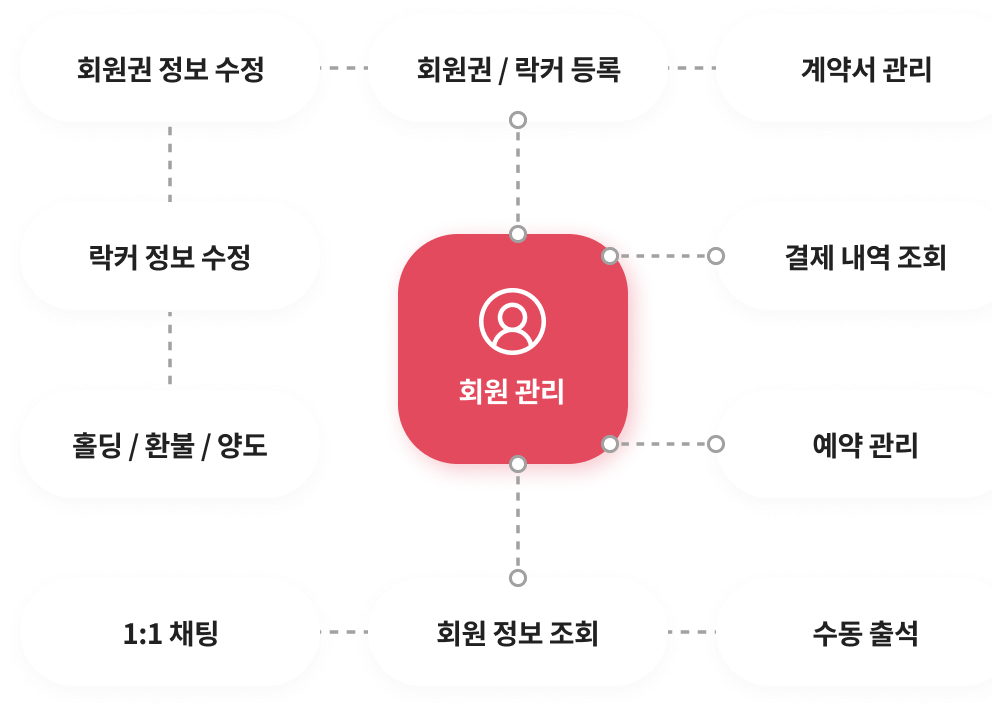 회원권 정보 수정
회원권 / 락커 등록
계약서 관리
락커 정보 수정
결제 내역 조회
회원 관리
홀딩 / 환불 / 양도
예약 관리
1:1 채팅
회원 정보 조회
수동 출석